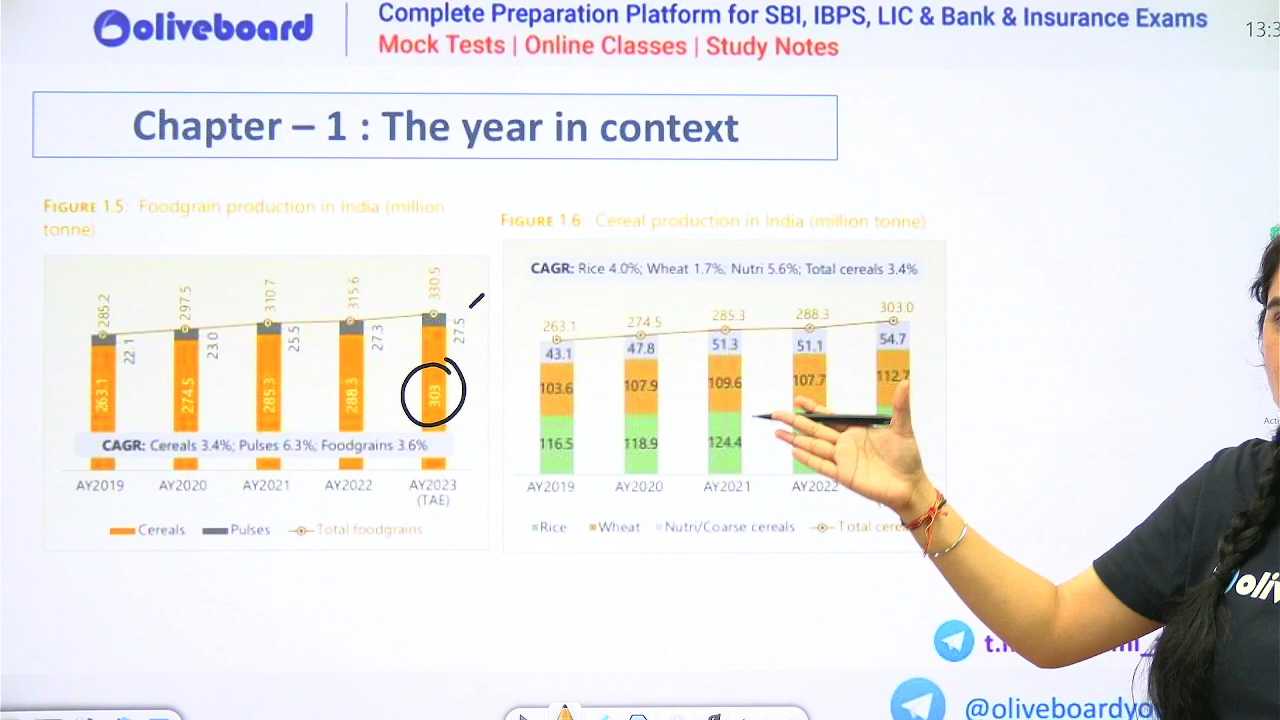 oliveboard
Complete Preparation Platform for SBI, IBPS, LIC & Bank & Insurance Exams
Mock Tests | Online Classes | Study Notes
13:3
Chapter – 1 : The year in context
FIGURE 1.5: Foodgrain production in India (million
tonne)
285.2 297.5 310.7 315.6 330.5
22.1 23.0 25.5 27.3 27.5
263.1 274.5 285.3 288.3 303
CAGR: Cereals 3.4%; Pulses 6.3%; Foodgrains 3.6%
AY2019 AY2020 AY2021 AY2022 AY2023
(TAE)
Cereals Pulses Total foodgrains
FIGURE 1.6: Cereal production in India (million tonne)
CAGR: Rice 4.0%; Wheat 1.7%; Nutri 5.6%; Total cereals 3.4%
263.1 274.5 285.3 288.3 303.0
43.1 47.8 51.3 51.1 54.7
103.6 107.9 109.6 107.7 112.7
116.5 118.9 124.4
AY2019 AY2020 AY2021 AY2022
Rice Wheat Nutri/Coarse cereals Total cere
Acti
oliv
@oliveboardyo